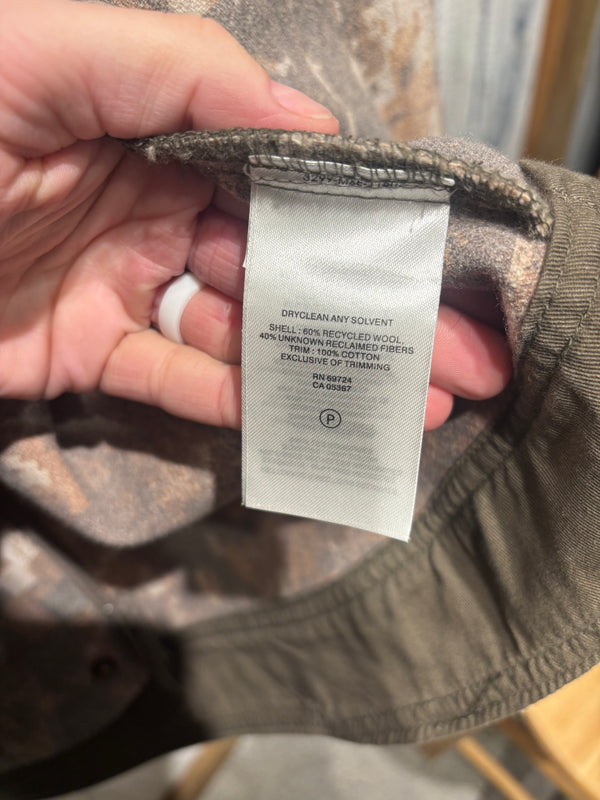 DRYCLEAN ANY SOLVENT
SHELL : 60% RECYCLED WOOL,
40% UNKNOWN RECLAIMED FIBERS
TRIM : 100% COTTON
EXCLUSIVE OF TRIMMING
RN 69724
CA 05367
P